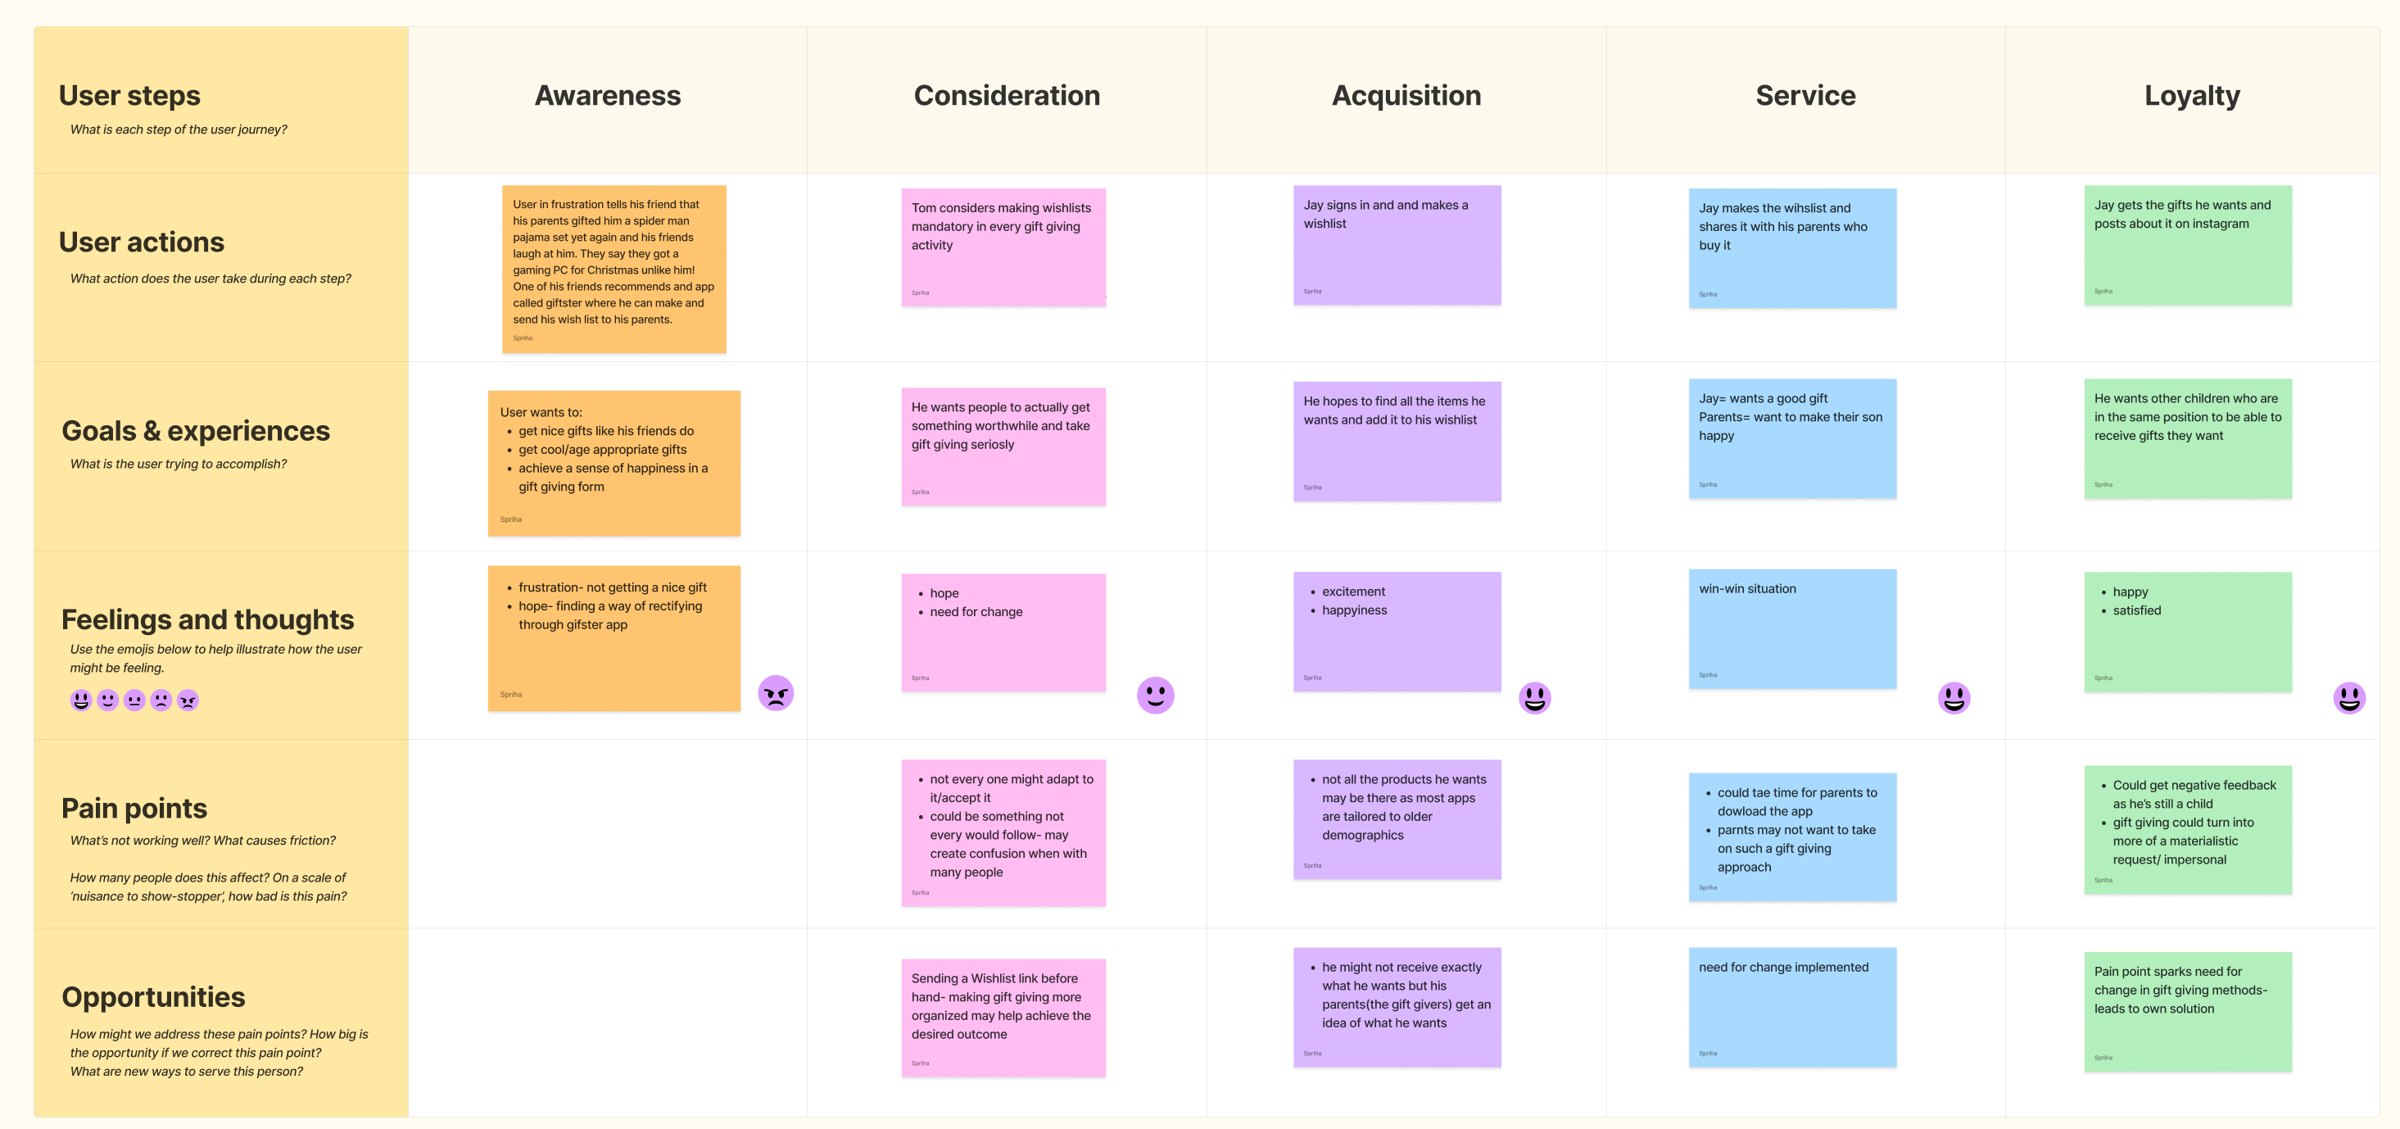 User steps
What is each step of the user journey?
Awareness
Consideration
Acquisition
Service
Loyalty
User actions
What action does the user take during each step?
User in frustration tells his friend that
his parents gifted him a spider man
pajama set yet again and his friends
laugh at him. They say they got a
gaming PC for Christmas unlike him!
One of his friends recommends and app
called giftster where he can make and
send his wish list to his parents.
Spriha
Tom considers making wishlists
mandatory in every gift giving
activity
Spriha
Jay signs in and and makes a
wishlist
Spriha
Jay makes the wihslist and
shares it with his parents who
buy it
Spriha
Jay gets the gifts he wants and
posts about it on instagram
Spriha
Goals & experiences
What is the user trying to accomplish?
User wants to:
• get nice gifts like his friends do
• get cool/age appropriate gifts
• achieve a sense of happiness in a
gift giving form
Spriha
He wants people to actually get
something worthwhile and take
gift giving seriosly
Spriha
He hopes to find all the items he
wants and add it to his wishlist
Spriha
Jay= wants a good gift
Parents= want to make their son
happy
Spriha
He wants other children who are
in the same position to be able to
receive gifts they want
Spriha
Feelings and thoughts
Use the emojis below to help illustrate how the user
might be feeling.
• frustration- not getting a nice gift
• hope- finding a way of rectifying
through gifster app
Spriha
• hope
• need for change
Spriha
• excitement
• happyiness
Spriha
win-win situation
Spriha
• happy
• satisfied
Spriha
Pain points
What's not working well? What causes friction?
How many people does this affect? On a scale of
'nuisance to show-stopper', how bad is this pain?
• not every one might adapt to
it/accept it
• could be something not
every would follow- may
create confusion when with
many people
Spriha
• not all the products he wants
may be there as most apps
are tailored to older
demographics
Spriha
• could tae time for parents to
dowload the app
• parnts may not want to take
on such a gift giving
approach
Spriha
• Could get negative feedback
as he's still a child
• gift giving could turn into
more of a materialistic
request/ impersonal
Spriha
Opportunities
How might we address these pain points? How big is
the opportunity if we correct this pain point?
What are new ways to serve this person?
Sending a Wishlist link before
hand- making gift giving more
organized may help achieve the
desired outcome
Spriha
• he might not receive exactly
what he wants but his
parents(the gift givers) get an
idea of what he wants
Spriha
need for change implemented
Spriha
Pain point sparks need for
change in gift giving methods-
leads to own solution
Spriha